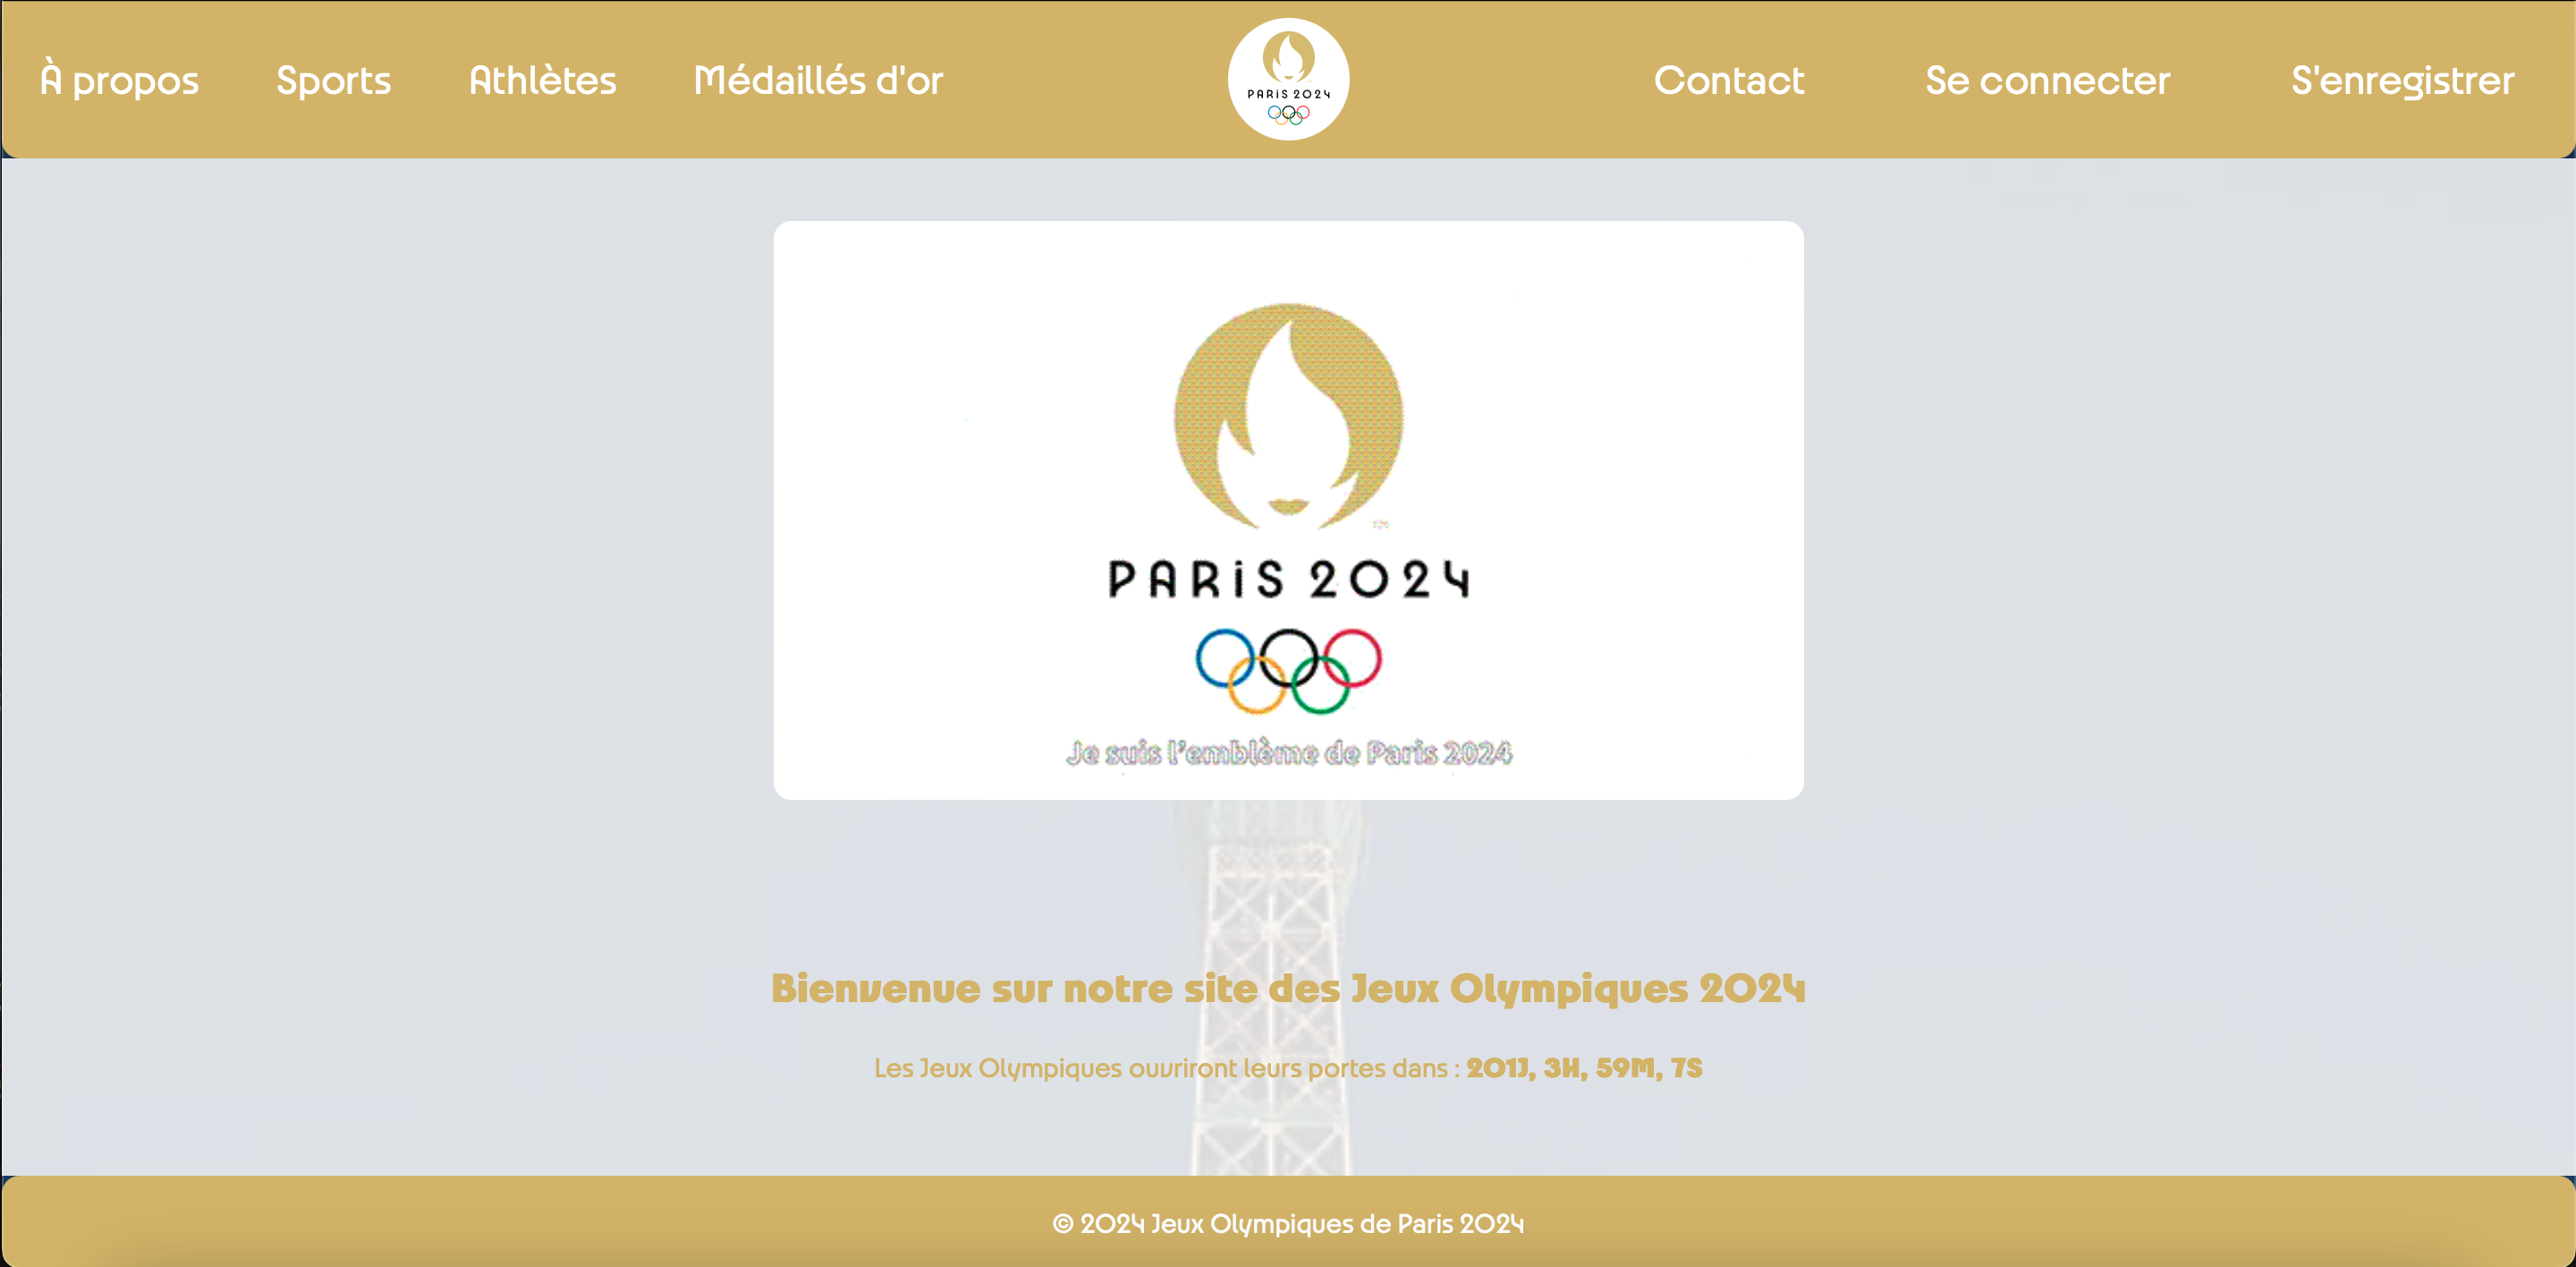 À propos
Sports
Athlètes
Médaillés d'or
PARIS 2024
Contact
Se connecter
S'enregistrer
PARIS 2024
Je suis l'emblème de Paris 2024
Bienvenue sur notre site des Jeux Olympiques 2024
Les Jeux Olympiques ouvriront leurs portes dans : 201J, 3H, 59M, 7S
© 2024 Jeux Olympiques de Paris 2024